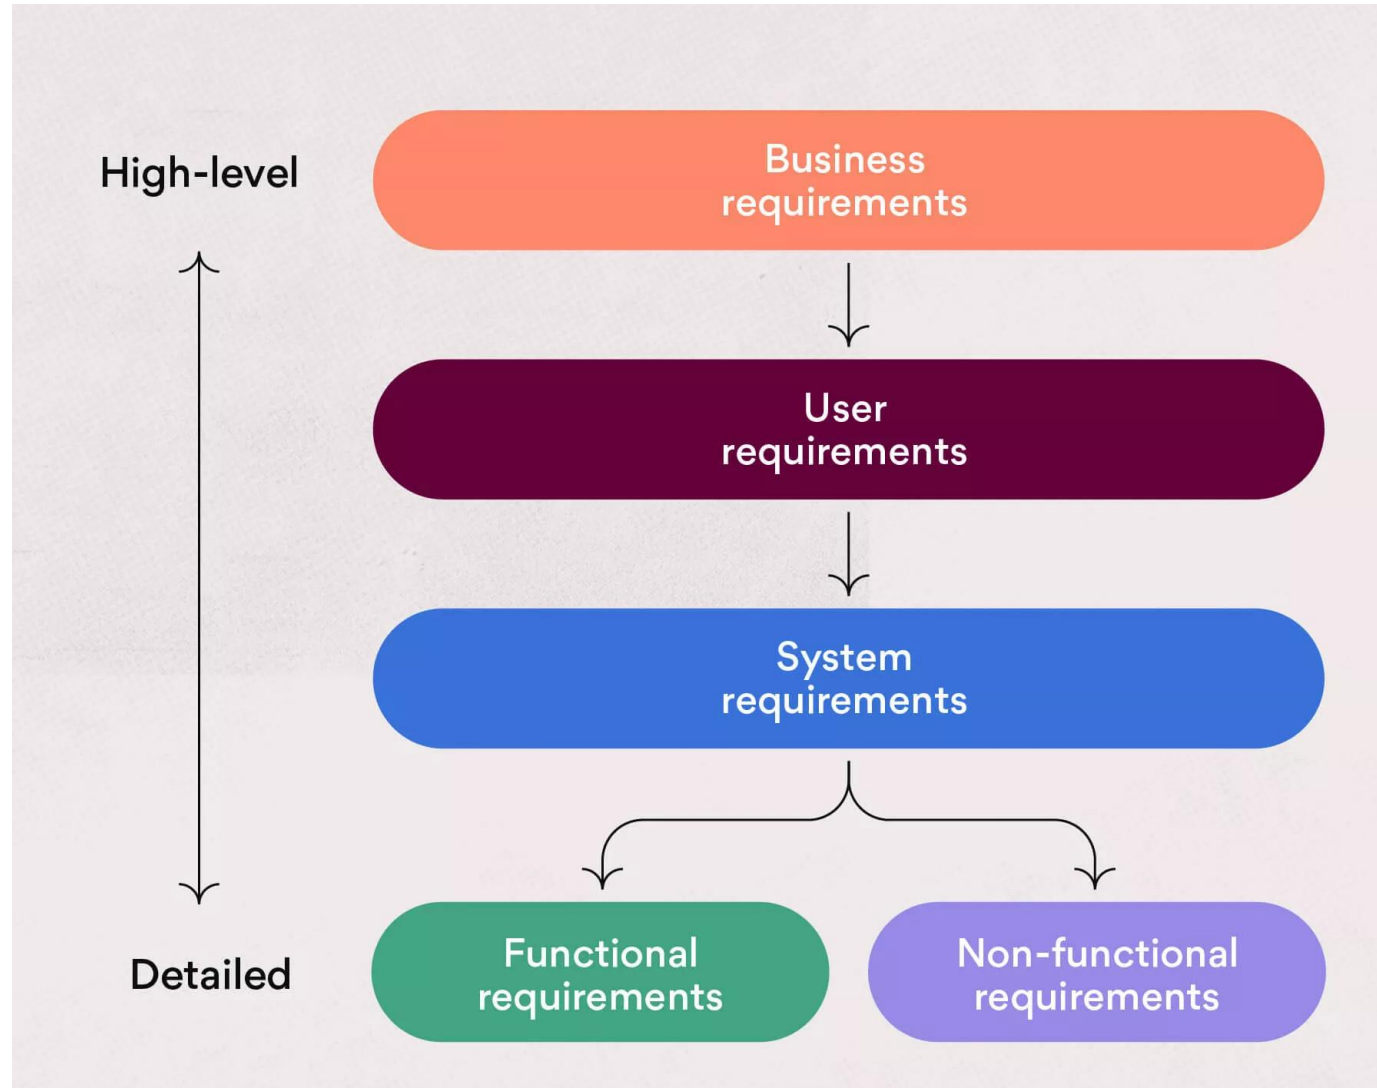 High-level
Business
requirements
User
requirements
System
requirements
Detailed
Functional
requirements
Non-functional
requirements